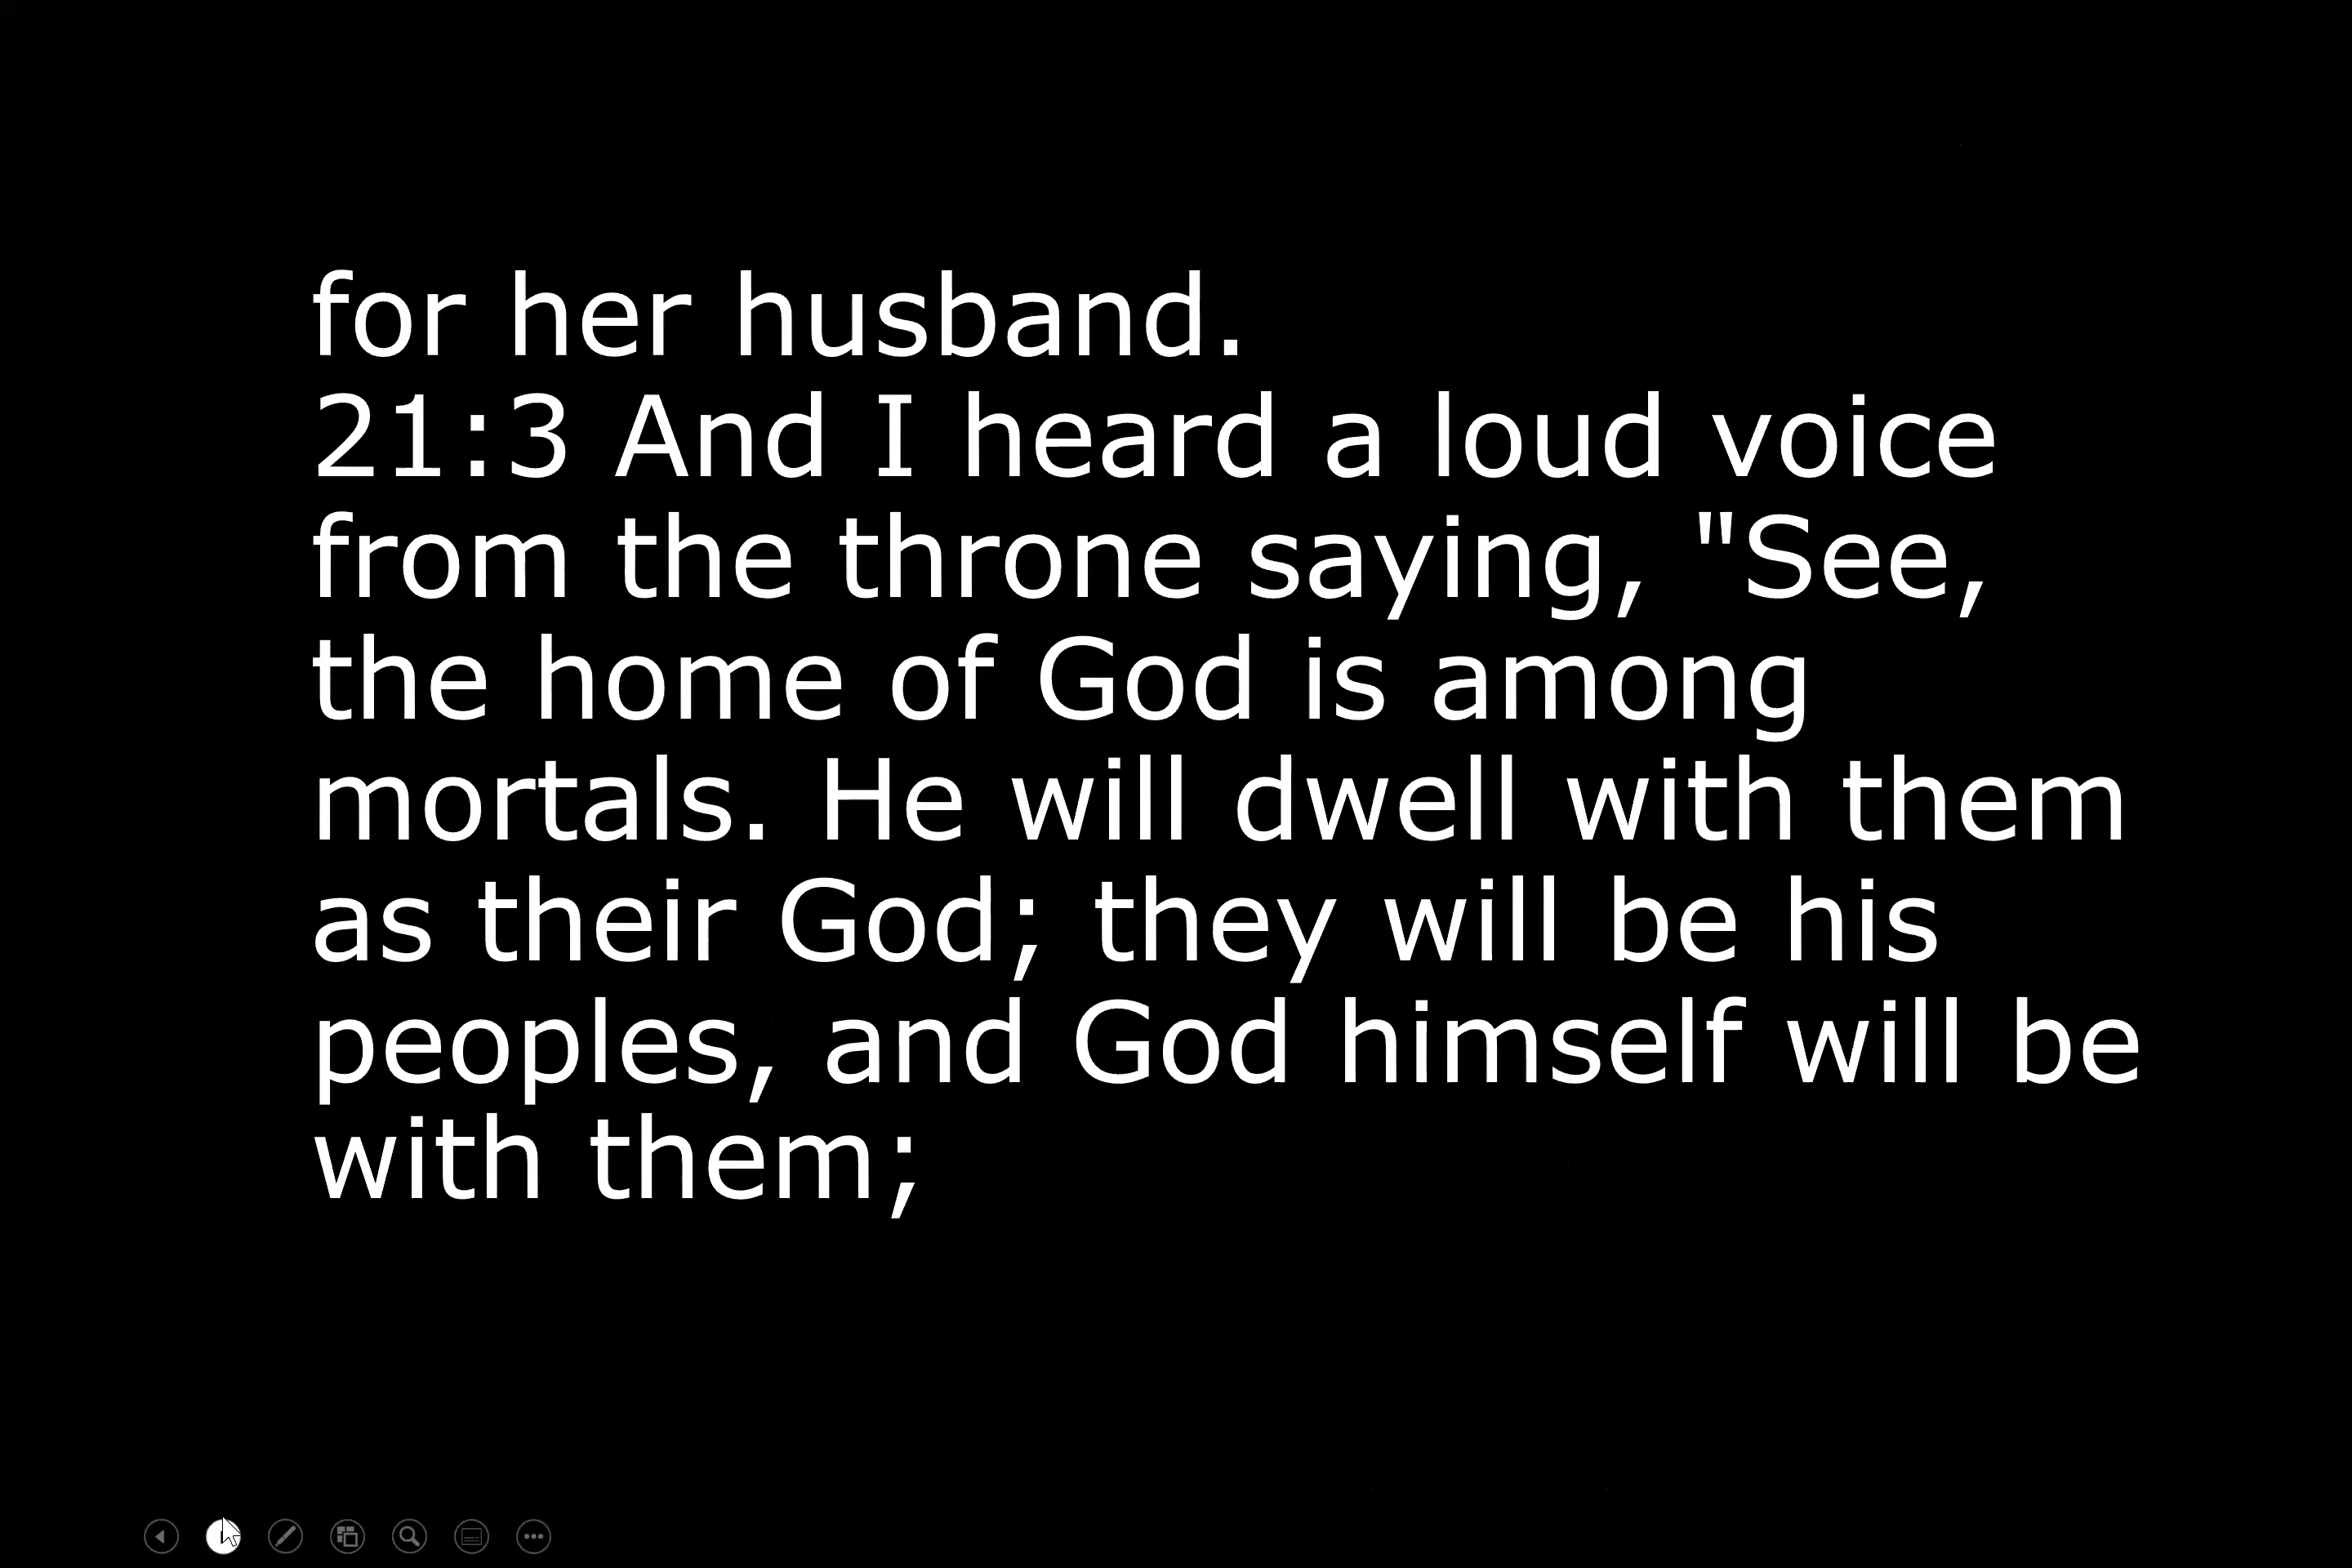 for her husband.
21:3 And I heard a loud voice
from the throne saying, "See,
the home of God is among
mortals. He will dwell with them
as their God; they will be his
peoples, and God himself will be
with them;